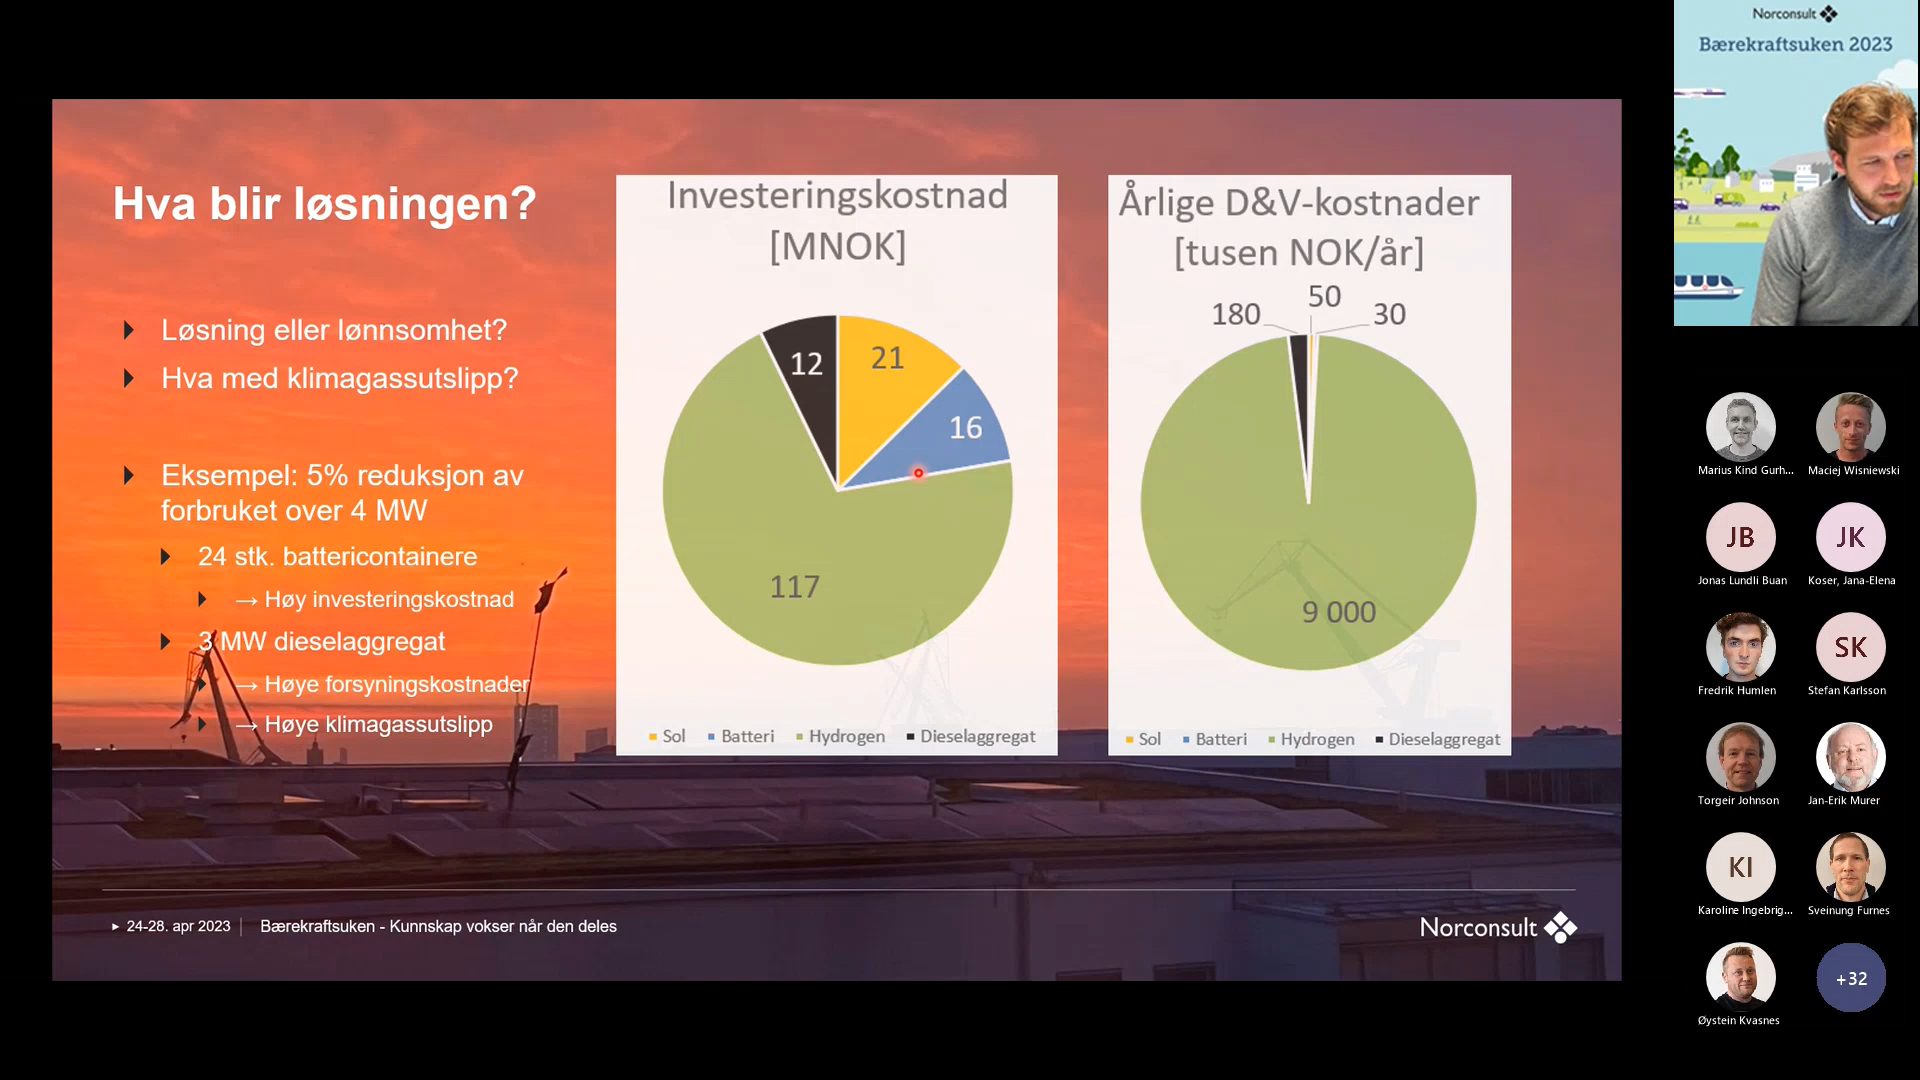 Norconsult
Bærekraftsuken 2023
Hva blir løsningen?
Løsning eller lønnsomhet?
Hva med klimagassutslipp?
Eksempel: 5% reduksjon av
forbruket over 4 MW
24 stk. battericontainere
→ Høy investeringskostnad
3 MW dieselaggregat
→ Høye forsyningskostnader
→ Høye klimagassutslipp
Investeringskostnad
[MNOK]
12
21
16
117
Sol
Batteri
Hydrogen
Dieselaggregat
Årlige D&V-kostnader
[tusen NOK/år]
180
50
30
9 000
Sol
Batteri
Hydrogen
Dieselaggregat
24-28. apr 2023
Bærekraftsuken - Kunnskap vokser når den deles
Norconsult
Marius Kind Gurh...
Maciej Wisniewski
JB
JK
Jonas Lundli Buan
Koser, Jana-Elena
SK
Fredrik Humlen
Stefan Karlsson
Torgeir Johnson
Jan-Erik Murer
KI
Karoline Ingebrig...
Sveinung Furnes
+32
Øystein Kvasnes